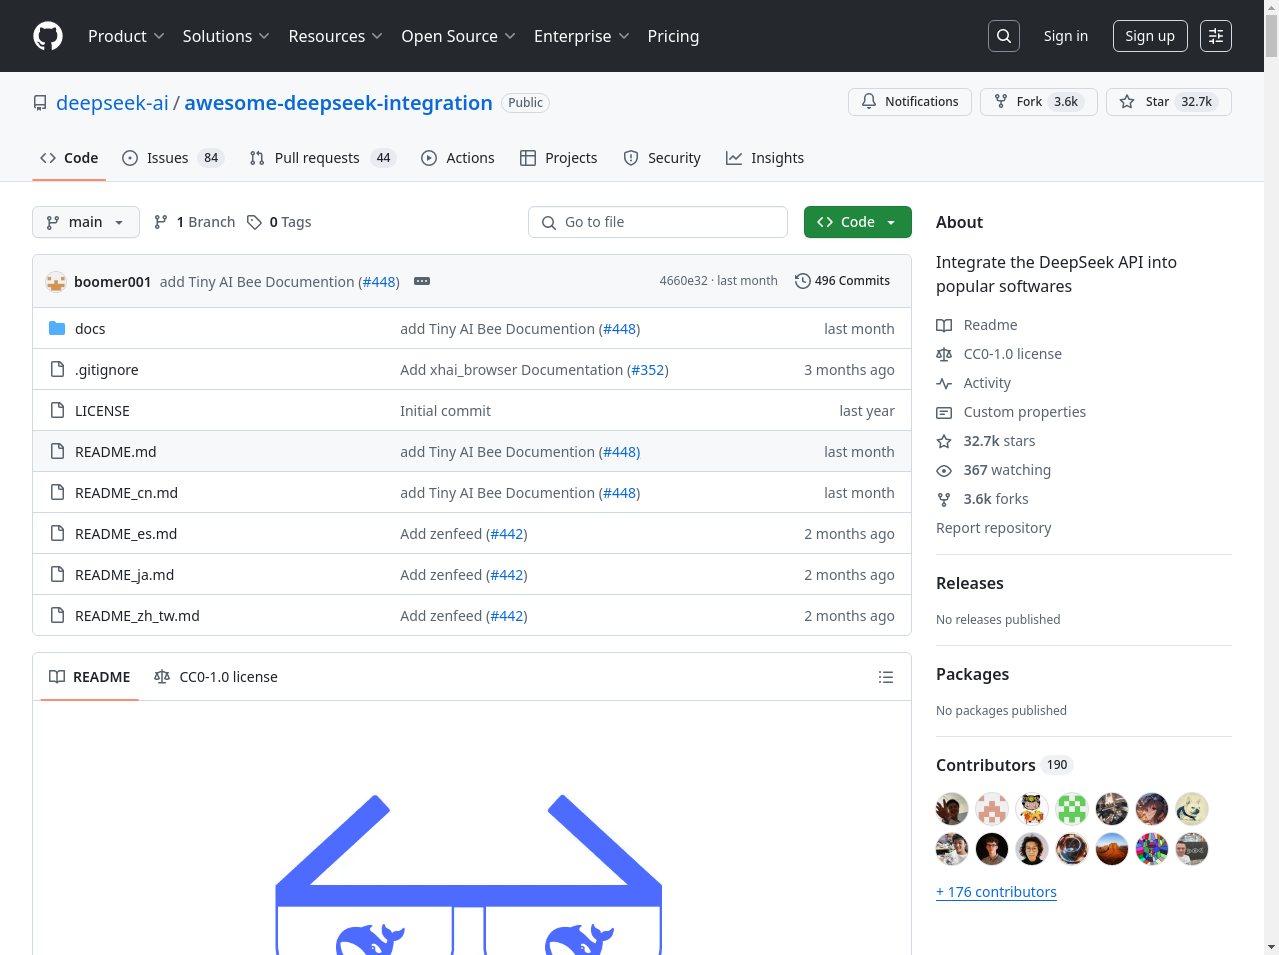 Product Solutions Resources Open Source Enterprise Pricing Sign in Sign up
deepseek-ai / awesome-deepseek-integration Public Notifications Fork 3.6k Star 32.7k
Code Issues 84 Pull requests 44 Actions Projects Security Insights
main 1 Branch 0 Tags Go to file Code
boomer001 add Tiny AI Bee Documention (#448) 4660e32 · last month 496 Commits
docs add Tiny AI Bee Documention (#448) last month
.gitignore Add xhai_browser Documentation (#352) 3 months ago
LICENSE Initial commit last year
README.md add Tiny AI Bee Documention (#448) last month
README_cn.md add Tiny AI Bee Documention (#448) last month
README_es.md Add zenfeed (#442) 2 months ago
README_ja.md Add zenfeed (#442) 2 months ago
README_zh_tw.md Add zenfeed (#442) 2 months ago
README CC0-1.0 license
About
Integrate the DeepSeek API into
popular softwares
Readme
CC0-1.0 license
Activity
Custom properties
32.7k stars
367 watching
3.6k forks
Report repository
Releases
No releases published
Packages
No packages published
Contributors 190
+ 176 contributors